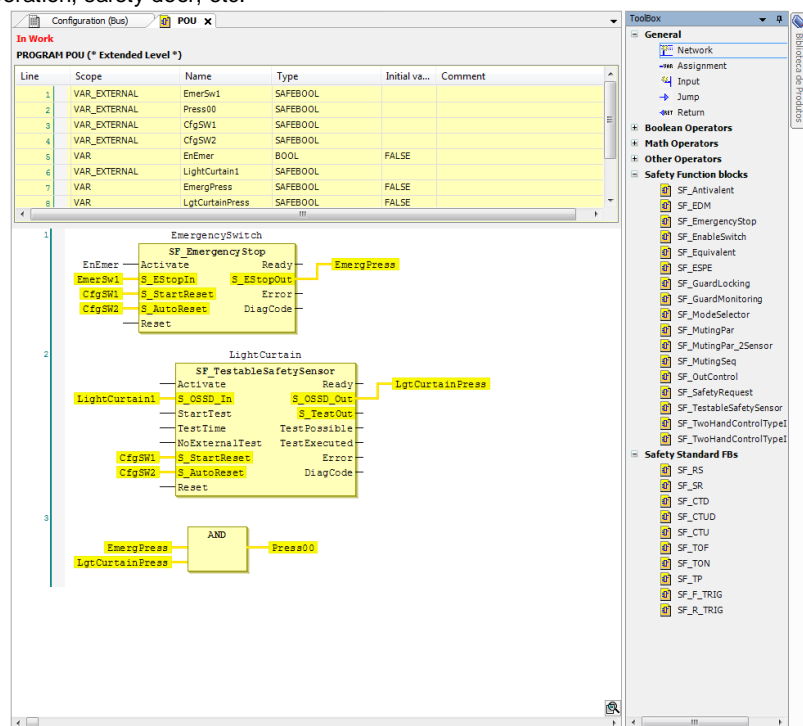 eration, safety door, etc.
Configuration (Bus) POU x
In Work
PROGRAM POU (* Extended Level *)
Line Scope Name Type Initial va... Comment
1 VAR_EXTERNAL EmerSw1 SAFEBOOL
2 VAR_EXTERNAL Press00 SAFEBOOL
3 VAR_EXTERNAL CfgSW1 SAFEBOOL
4 VAR_EXTERNAL CfgSW2 SAFEBOOL
5 VAR EnEmer BOOL FALSE
6 VAR_EXTERNAL LightCurtain1 SAFEBOOL
7 VAR EmergPress SAFEBOOL FALSE
8 VAR LgtCurtainPress SAFEBOOL FALSE
1 EmergencySwitch
SF_EmergencyStop
EnEmer Activate Ready EmergPress
EmerSw1 S_EStopIn S_EStopOut
CfgSW1 S_StartReset Error
CfgSW2 S_AutoReset DiagCode
Reset
2 LightCurtain
SF_TestableSafetySensor
Activate Ready LgtCurtainPress
LightCurtain1 S_OSSD_In S_OSSD_Out
StartTest S_TestOut
TestTime TestPossible
NoExternalTest TestExecuted
CfgSW1 S_StartReset Error
CfgSW2 S_AutoReset DiagCode
Reset
3
AND
EmergPress Press00
LgtCurtainPress
ToolBox
General
Network
Assignment
Input
Jump
Return
Boolean Operators
Math Operators
Other Operators
Safety Function blocks
SF_Antivalent
SF_EDM
SF_EmergencyStop
SF_EnableSwitch
SF_Equivalent
SF_ESPE
SF_GuardLocking
SF_GuardMonitoring
SF_ModeSelector
SF_MutingPar
SF_MutingPar_2Sensor
SF_MutingSeq
SF_OutControl
SF_SafetyRequest
SF_TestableSafetySensor
SF_TwoHandControlTypeI
SF_TwoHandControlTypeI
Safety Standard FBs
SF_RS
SF_SR
SF_CTD
SF_CTUD
SF_CTU
SF_TOF
SF_TON
SF_TP
SF_F_TRIG
SF_R_TRIG
Biblioteca de Produtos